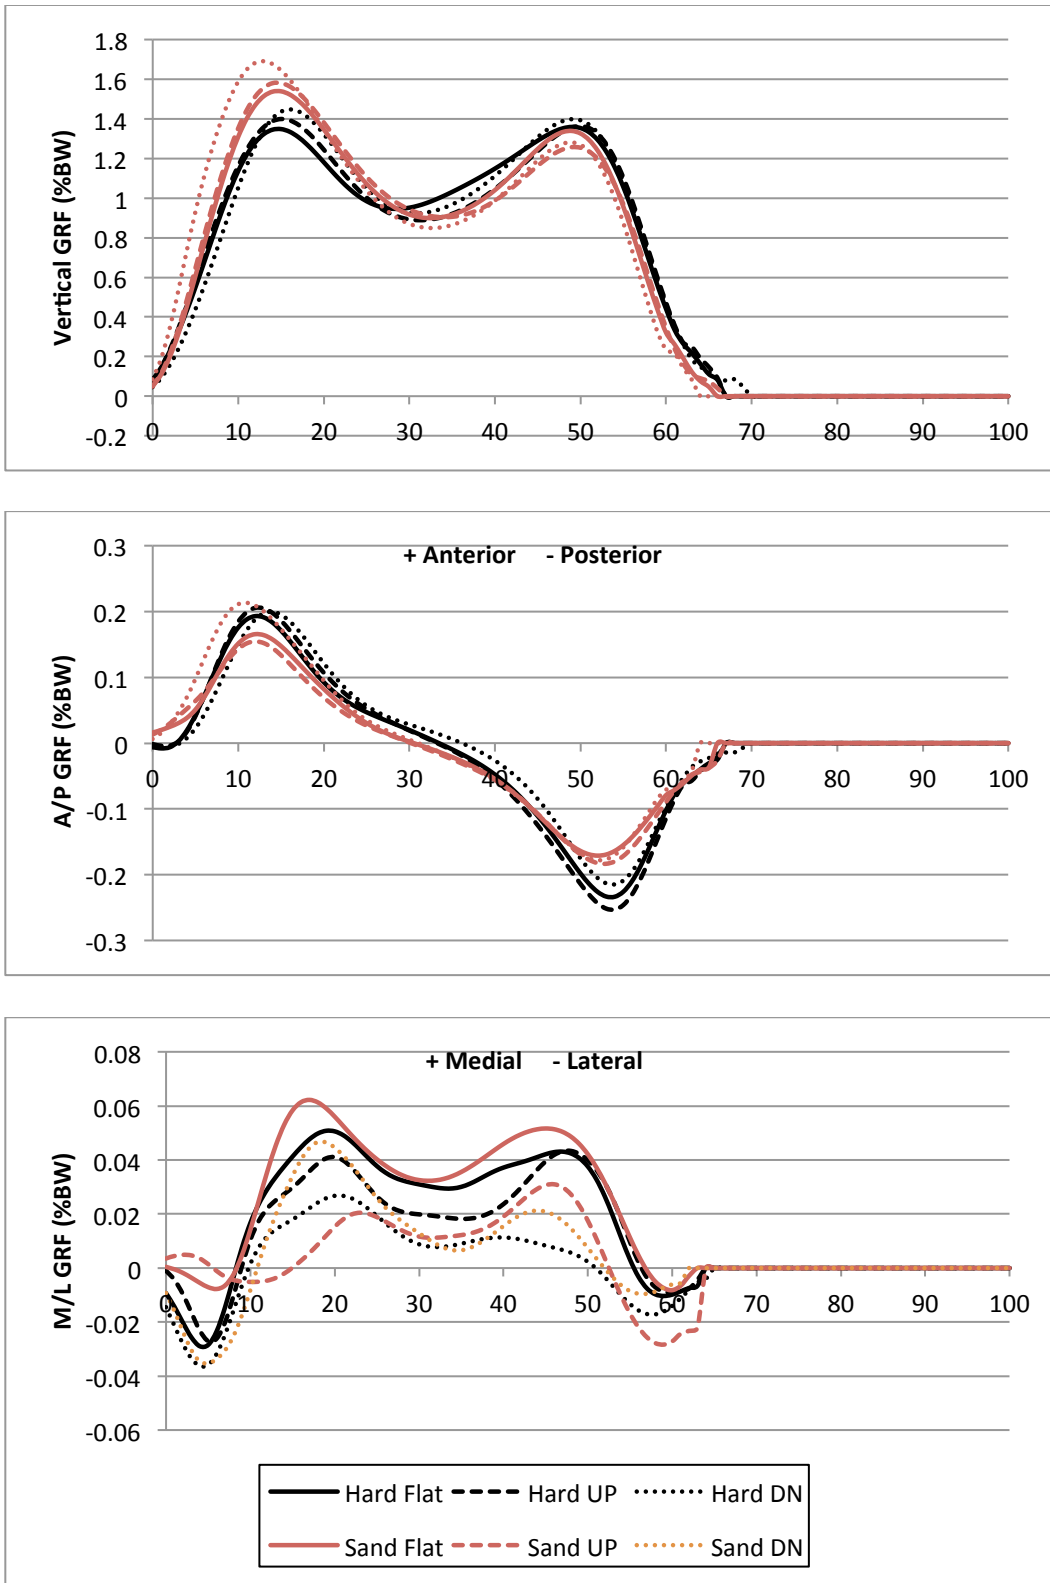 1.8
1.6
1.4
1.2
1
0.8
0.6
0.4
0.2
0
-0.2
Vertical GRF (%BW)
0 10 20 30 40 50 60 70 80 90 100
+ Anterior - Posterior
0.3
0.2
0.1
0
-0.1
-0.2
-0.3
A/P GRF (%BW)
0 10 20 30 40 50 60 70 80 90 100
+ Medial - Lateral
0.08
0.06
0.04
0.02
0
-0.02
-0.04
-0.06
M/L GRF (%BW)
0 10 20 30 40 50 60 70 80 90 100
Hard Flat Hard UP Hard DN
Sand Flat Sand UP Sand DN